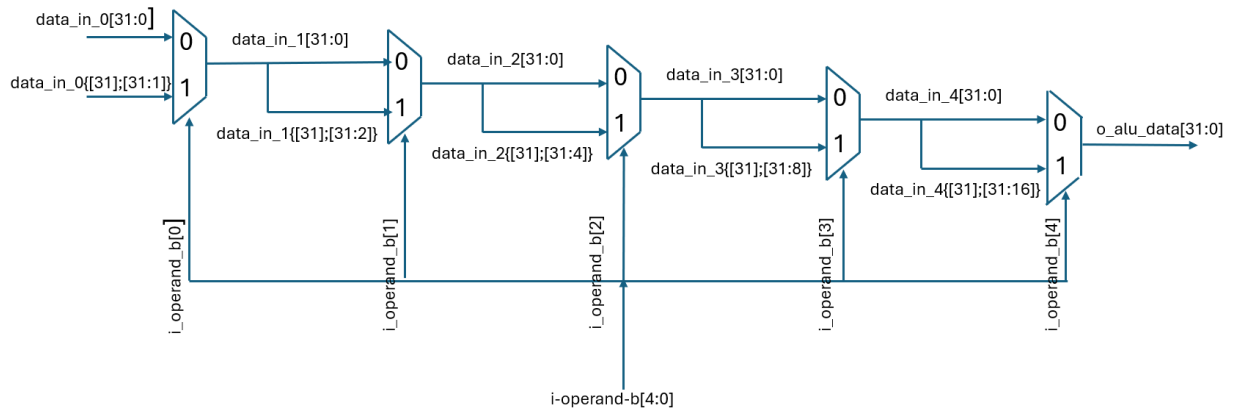 data_in_0[31:0]
data_in_0{[31];[31:1]}
0
1
data_in_1[31:0]
data_in_1{[31];[31:2]}
0
1
data_in_2[31:0]
data_in_2{[31];[31:4]}
0
1
data_in_3[31:0]
data_in_3{[31];[31:8]}
0
1
data_in_4[31:0]
data_in_4{[31];[31:16]}
0
1
o_alu_data[31:0]
i_operand_b[0]
i_operand_b[1]
i_operand_b[2]
i_operand_b[3]
i_operand_b[4]
i-operand-b[4:0]